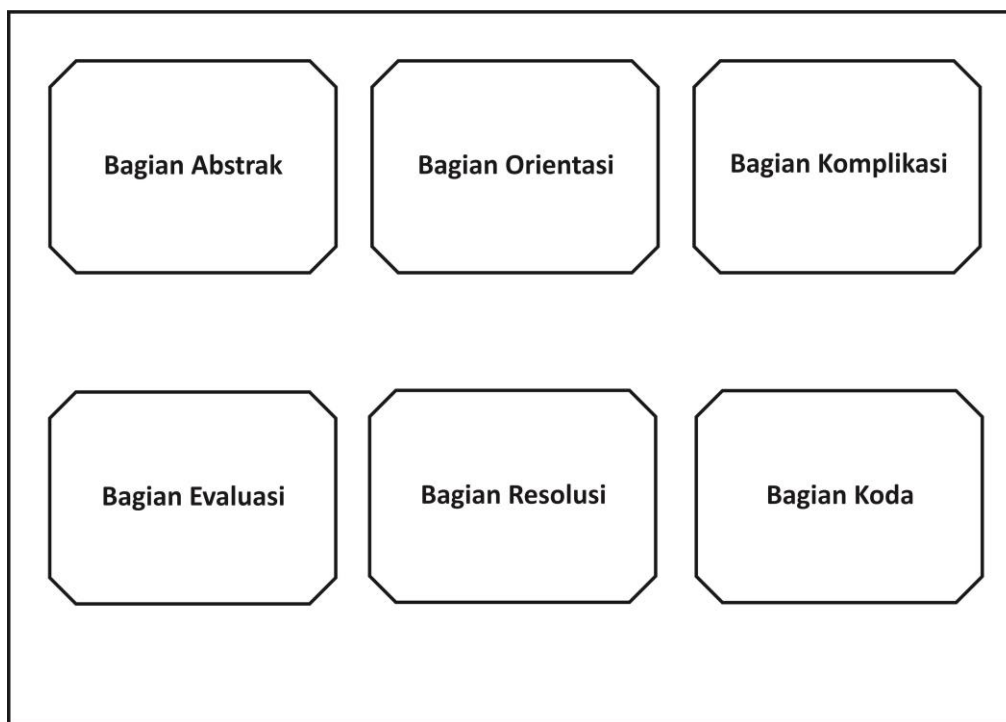 Bagian Abstrak
Bagian Orientasi
Bagian Komplikasi
Bagian Evaluasi
Bagian Resolusi
Bagian Koda